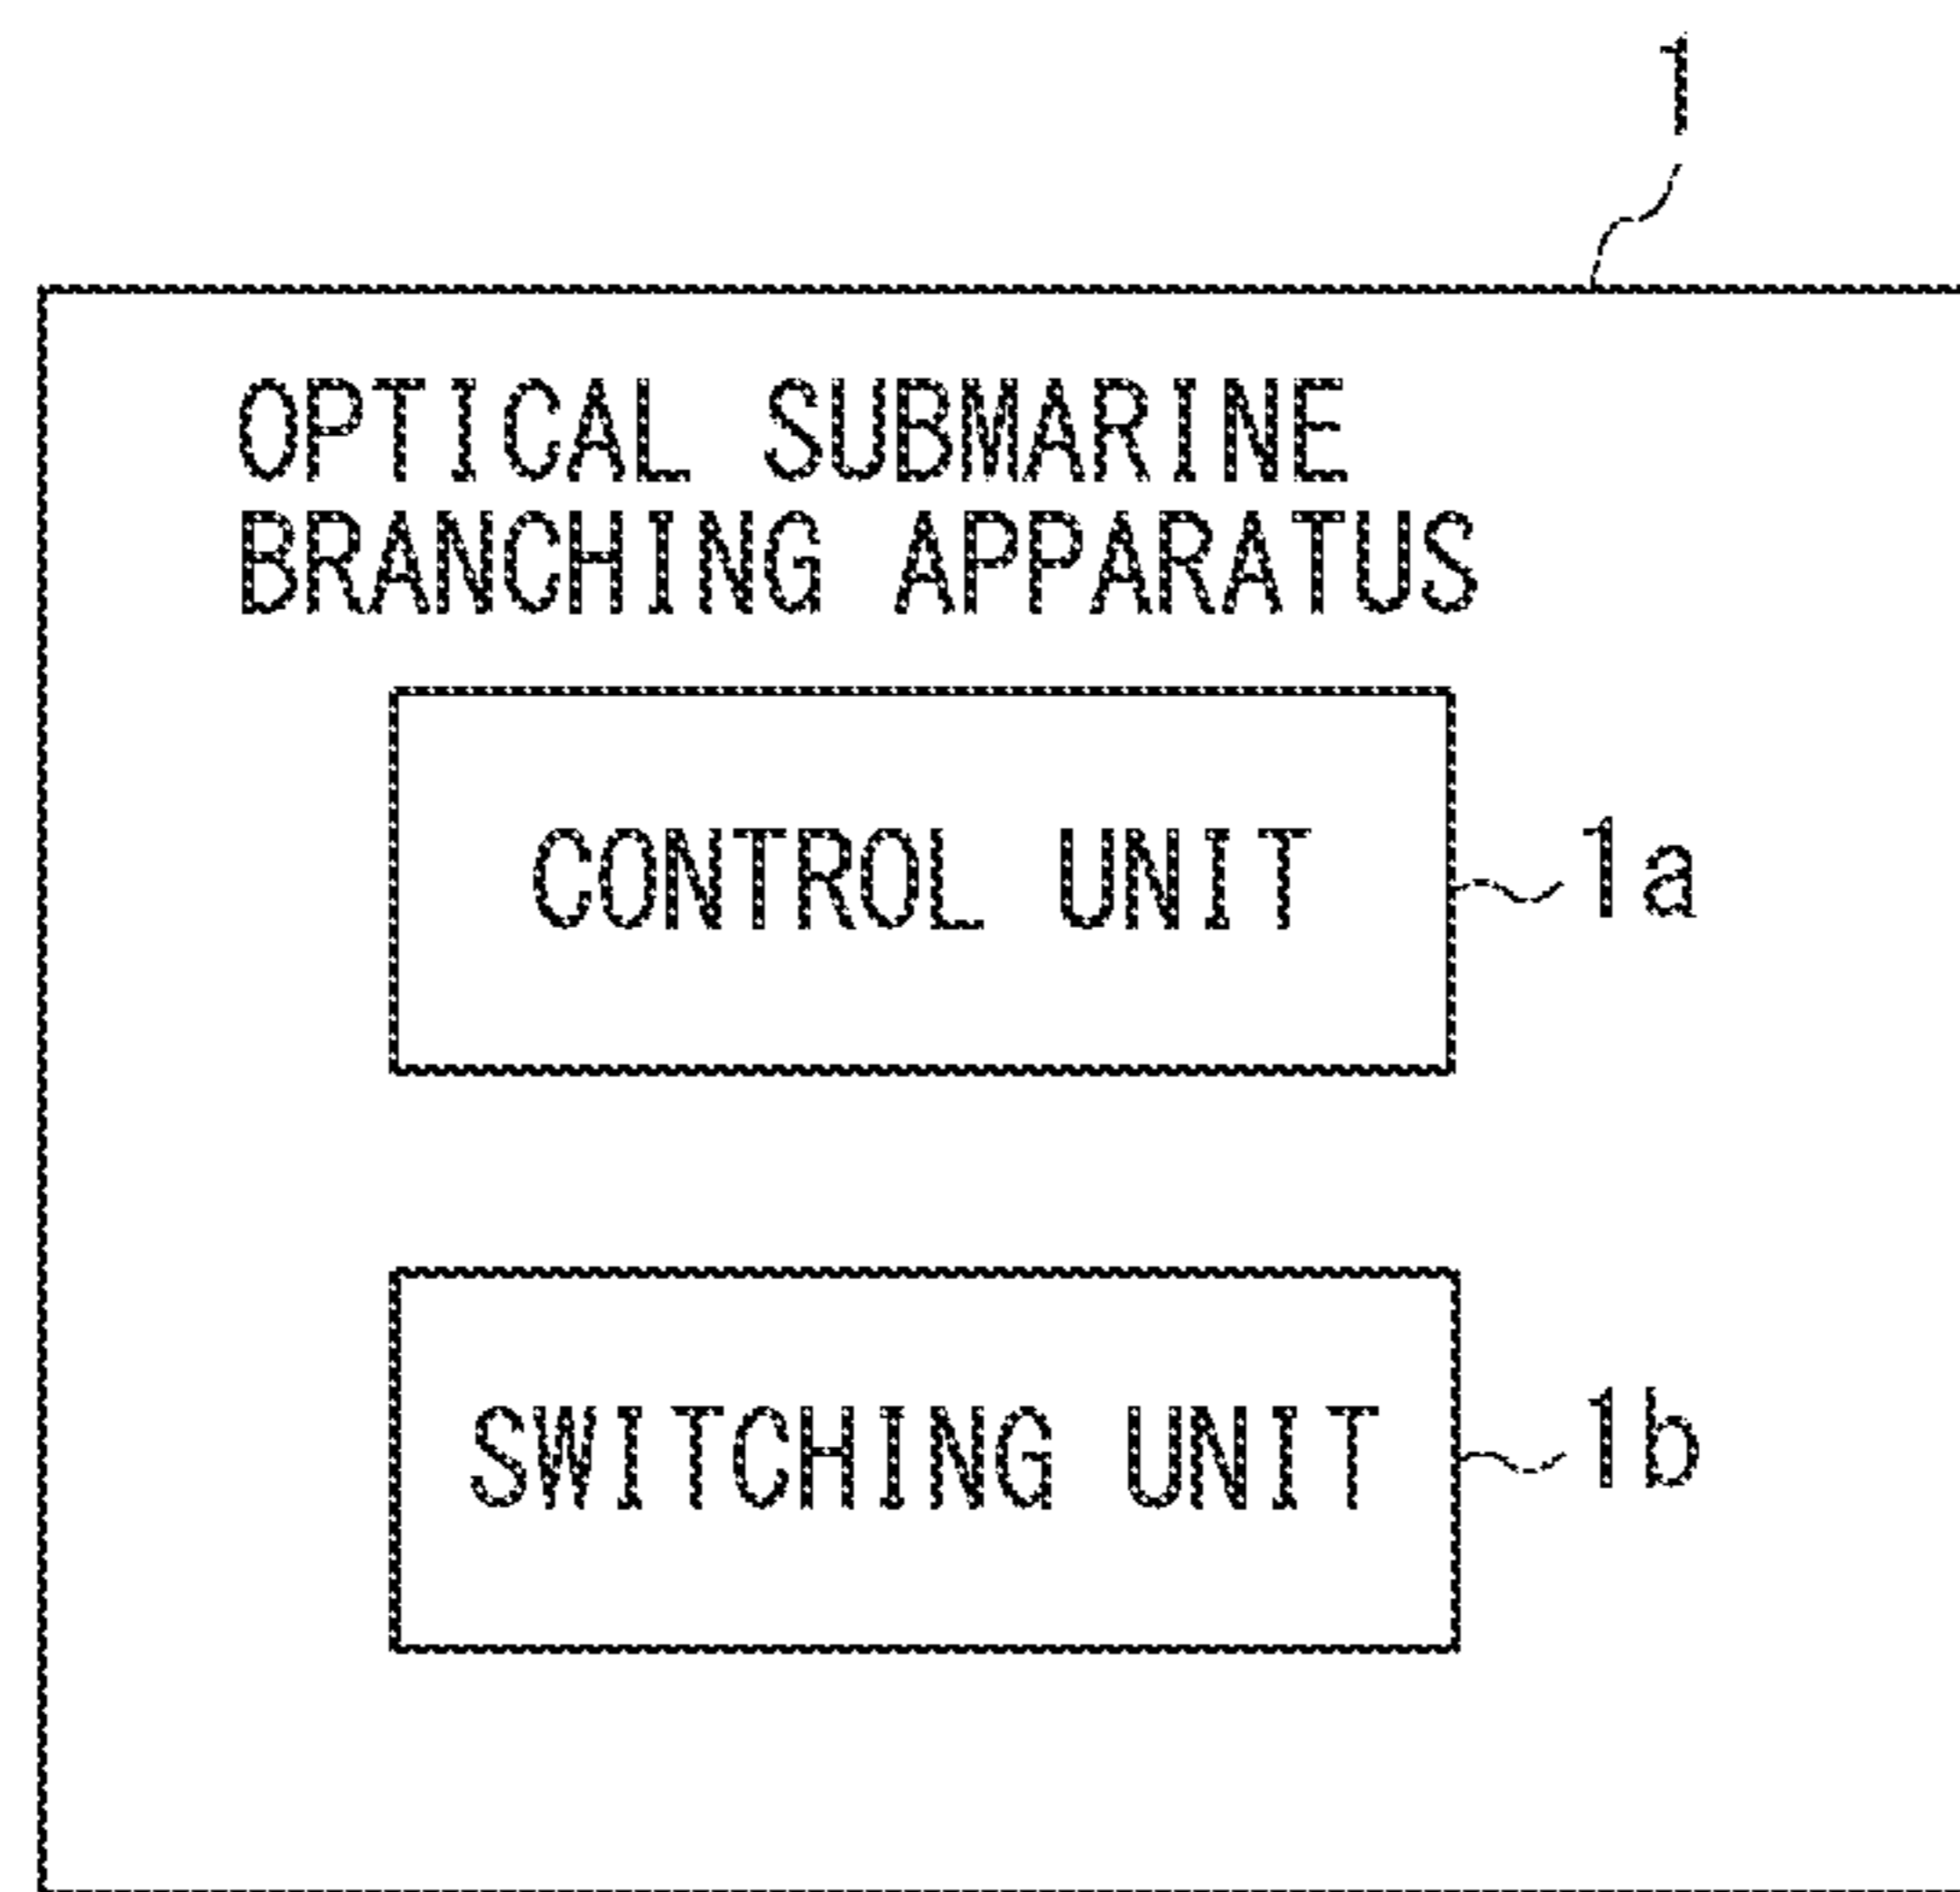 1
OPTICAL SUBMARINE
BRANCHING APPARATUS
CONTROL UNIT
1a
SWITCHING UNIT
1b